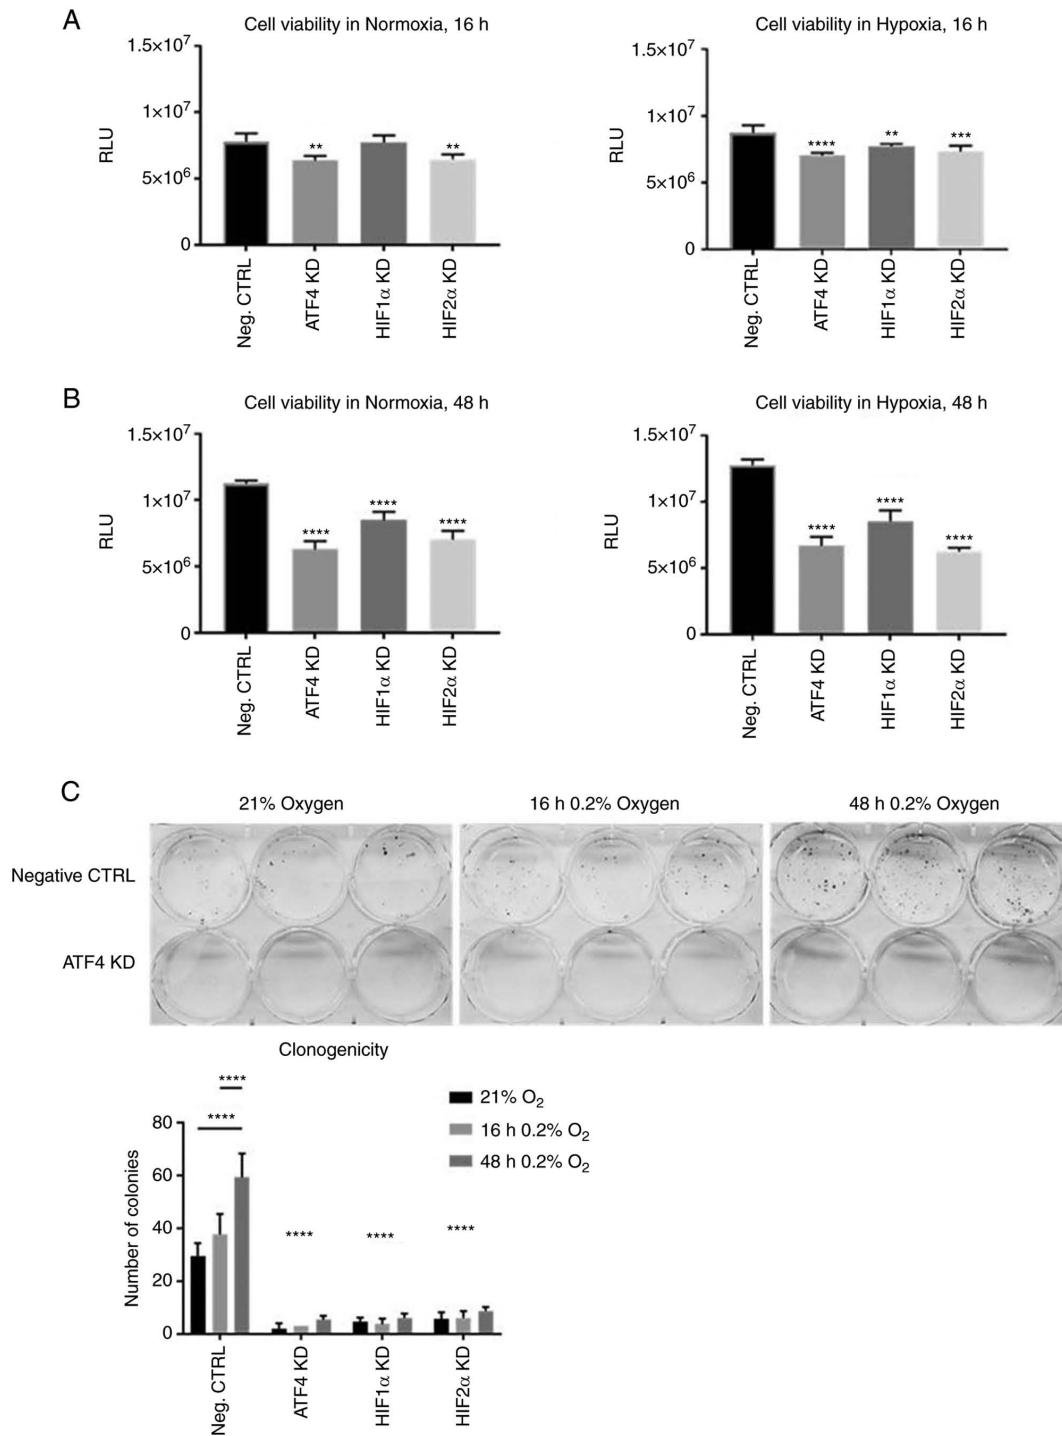 A
Cell viability in Normoxia, 16 h
1.5×10⁷
1×10⁷
5×10⁶
0
RLU
**
**
Neg. CTRL
ATF4 KD
HIF1α KD
HIF2α KD
Cell viability in Hypoxia, 16 h
1.5×10⁷
1×10⁷
5×10⁶
0
RLU
****
**
***
Neg. CTRL
ATF4 KD
HIF1α KD
HIF2α KD
B
Cell viability in Normoxia, 48 h
1.5×10⁷
1×10⁷
5×10⁶
0
RLU
****
****
****
Neg. CTRL
ATF4 KD
HIF1α KD
HIF2α KD
Cell viability in Hypoxia, 48 h
1.5×10⁷
1×10⁷
5×10⁶
0
RLU
****
****
****
Neg. CTRL
ATF4 KD
HIF1α KD
HIF2α KD
C
21% Oxygen
16 h 0.2% Oxygen
48 h 0.2% Oxygen
Negative CTRL
ATF4 KD
Clonogenicity
****
****
****
****
****
21% O₂
16 h 0.2% O₂
48 h 0.2% O₂
80
60
40
20
0
Number of colonies
Neg. CTRL
ATF4 KD
HIF1α KD
HIF2α KD